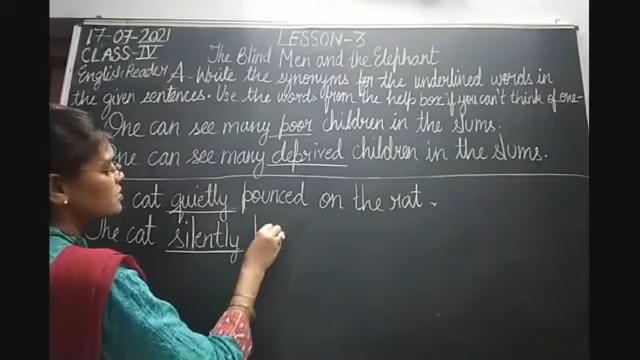 17-07-2021 LESSON-3
CLASS-IV The Blind Men and the Elephant
English Reader A - Write the synonyms for the underlined words in
the given sentences. Use the words from the help box if you can't think of one-
One can see many poor children in the slums.
One can see many deprived children in the slums.
cat quietly pounced on the rat.
The cat silently